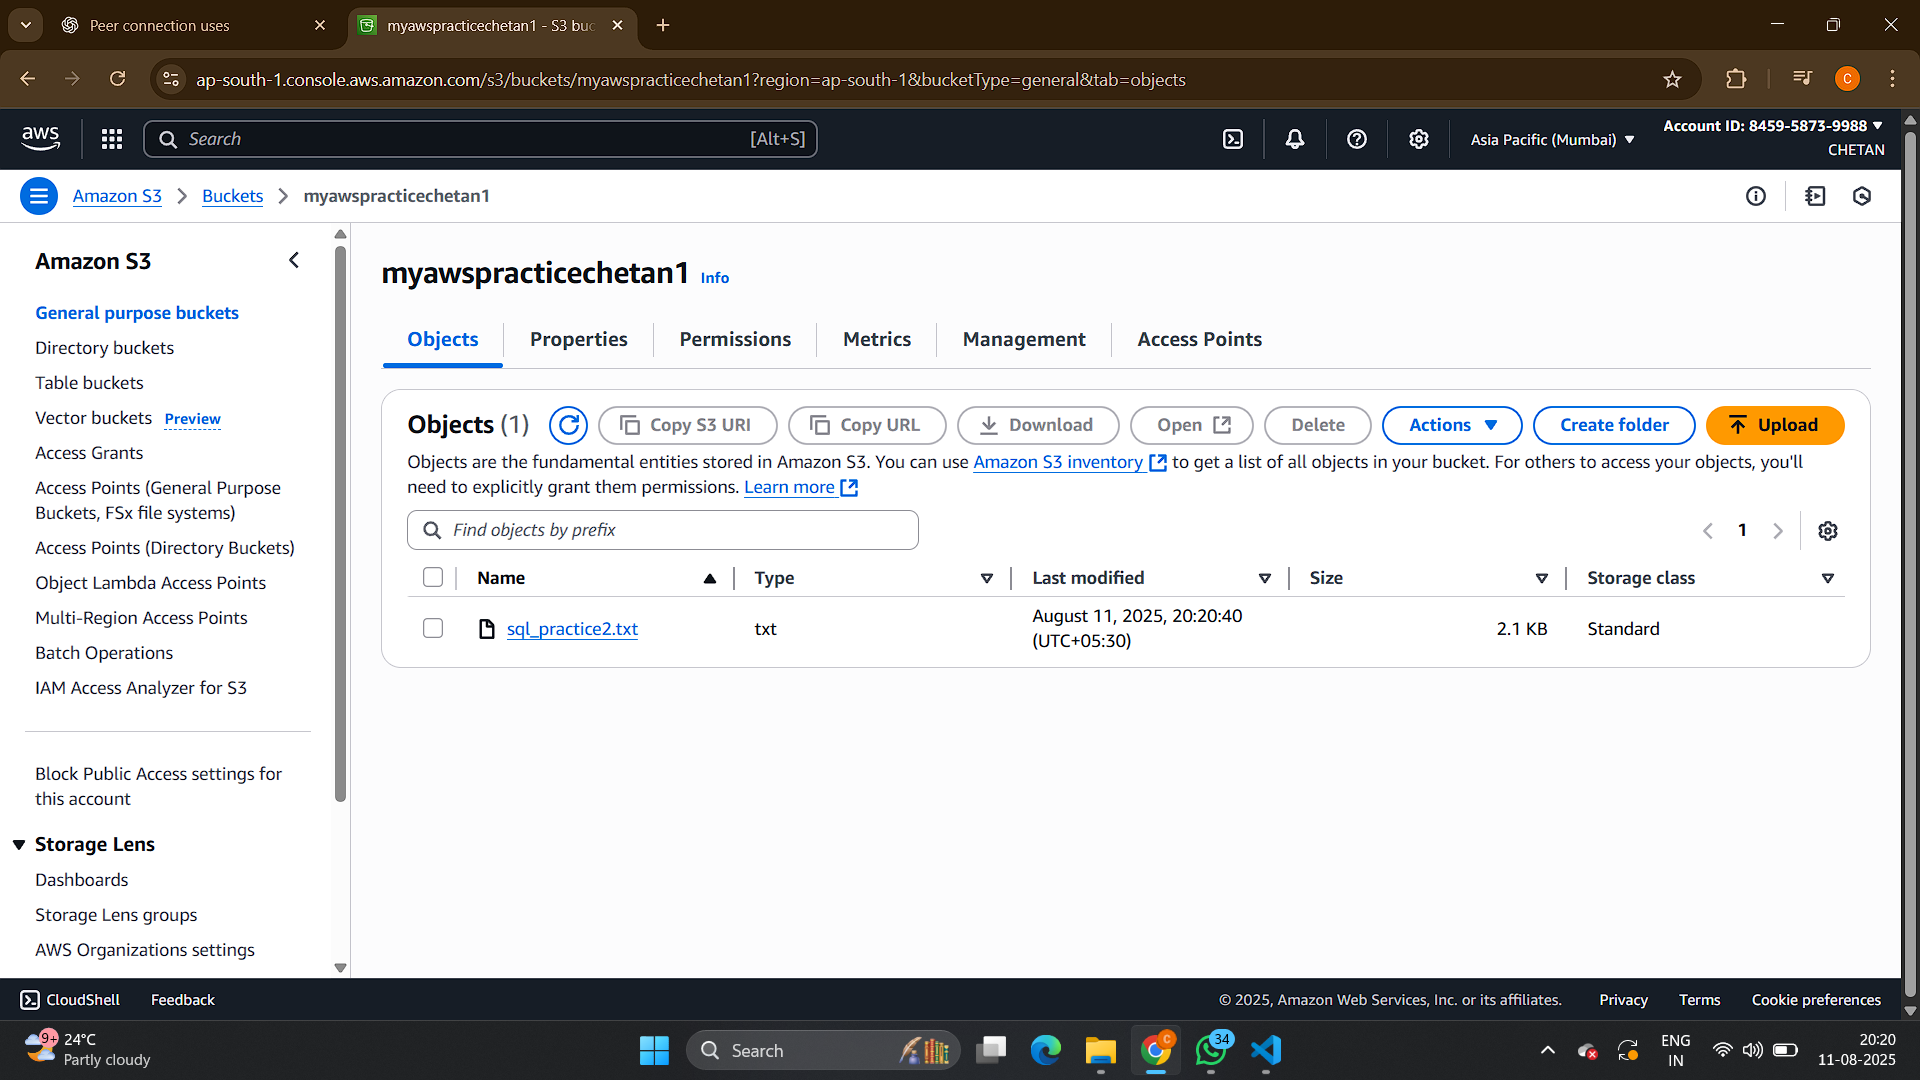 Peer connection uses
myawspracticechetan1 - S3 buc
ap-south-1.console.aws.amazon.com/s3/buckets/myawspracticechetan1?region=ap-south-1&bucketType=general&tab=objects
C
aws
Search
[Alt+S]
Asia Pacific (Mumbai)
Account ID: 8459-5873-9988
CHETAN
Amazon S3
Buckets
myawspracticechetan1
Amazon S3
General purpose buckets
Directory buckets
Table buckets
Vector buckets Preview
Access Grants
Access Points (General Purpose
Buckets, FSx file systems)
Access Points (Directory Buckets)
Object Lambda Access Points
Multi-Region Access Points
Batch Operations
IAM Access Analyzer for S3
Block Public Access settings for
this account
Storage Lens
Dashboards
Storage Lens groups
AWS Organizations settings
myawspracticechetan1 Info
Objects
Properties
Permissions
Metrics
Management
Access Points
Objects (1)
Copy S3 URI
Copy URL
Download
Open
Delete
Actions
Create folder
Upload
Objects are the fundamental entities stored in Amazon S3. You can use Amazon S3 inventory to get a list of all objects in your bucket. For others to access your objects, you'll
need to explicitly grant them permissions. Learn more
Find objects by prefix
1
Name
Type
Last modified
Size
Storage class
sql_practice2.txt
txt
August 11, 2025, 20:20:40
(UTC+05:30)
2.1 KB
Standard
CloudShell
Feedback
© 2025, Amazon Web Services, Inc. or its affiliates.
Privacy
Terms
Cookie preferences
9+
24°C
Partly cloudy
Search
C
34
ENG
IN
20:20
11-08-2025